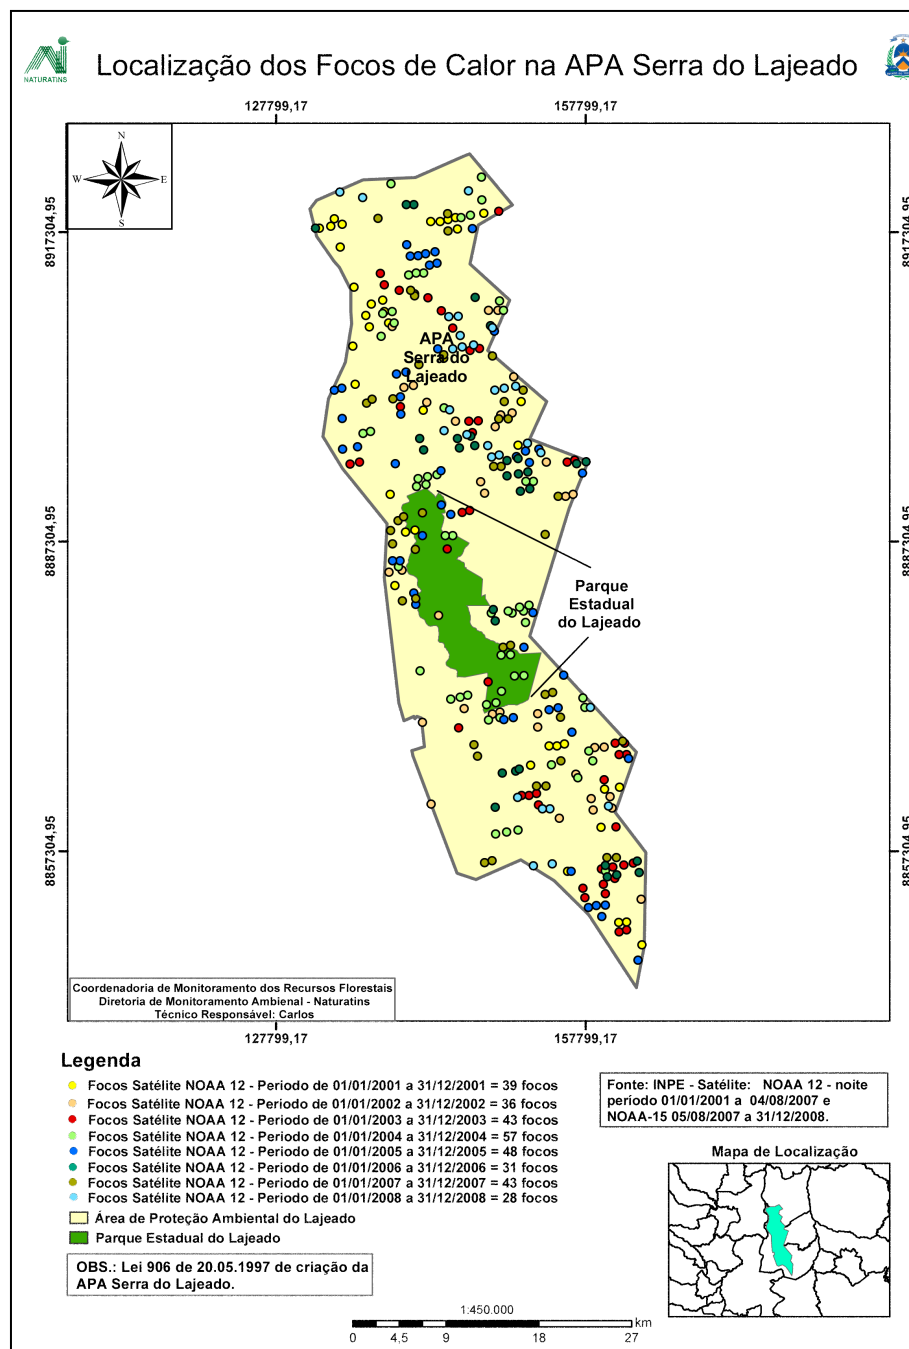 NATURATINS
Localização dos Focos de Calor na APA Serra do Lajeado
127799,17
157799,17
N
W
E
S
8917304,95
8917304,95
APA
Serra do
Lajeado
8887304,95
8887304,95
Parque
Estadual
do Lajeado
8857304,95
8857304,95
Coordenadoria de Monitoramento dos Recursos Florestais
Diretoria de Monitoramento Ambienal - Naturatins
Técnico Responsável: Carlos
127799,17
157799,17
Legenda
Focos Satélite NOAA 12 - Periodo de 01/01/2001 a 31/12/2001 = 39 focos
Focos Satélite NOAA 12 - Periodo de 01/01/2002 a 31/12/2002 = 36 focos
Focos Satélite NOAA 12 - Periodo de 01/01/2003 a 31/12/2003 = 43 focos
Focos Satélite NOAA 12 - Periodo de 01/01/2004 a 31/12/2004 = 57 focos
Focos Satélite NOAA 12 - Periodo de 01/01/2005 a 31/12/2005 = 48 focos
Focos Satélite NOAA 12 - Periodo de 01/01/2006 a 31/12/2006 = 31 focos
Focos Satélite NOAA 12 - Periodo de 01/01/2007 a 31/12/2007 = 43 focos
Focos Satélite NOAA 12 - Periodo de 01/01/2008 a 31/12/2008 = 28 focos
Área de Proteção Ambiental do Lajeado
Parque Estadual do Lajeado
OBS.: Lei 906 de 20.05.1997 de criação da
APA Serra do Lajeado.
Fonte: INPE - Satélite: NOAA 12 - noite
período 01/01/2001 a 04/08/2007 e
NOAA-15 05/08/2007 a 31/12/2008.
Mapa de Localização
1:450.000
km
0 4,5 9 18 27